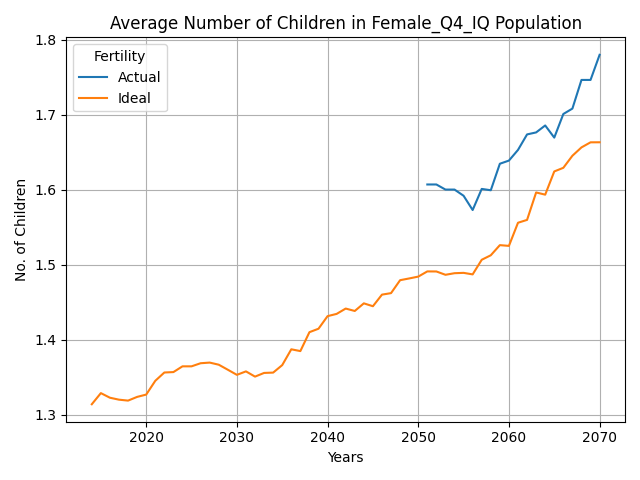 Average Number of Children in Female_Q4_IQ Population
Fertility
Actual
Ideal
No. of Children
1.8
1.7
1.6
1.5
1.4
1.3
2020 2030 2040 2050 2060 2070
Years